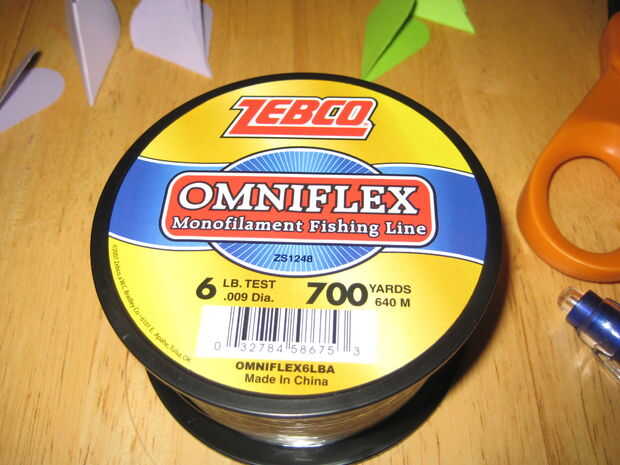 ZEBCO
OMNIFLEX
Monofilament Fishing Line
ZS1248
6 LB. TEST .009 Dia.
700 YARDS 640 M
0 32784 58675 3
OMNIFLEX6LBA
Made In China